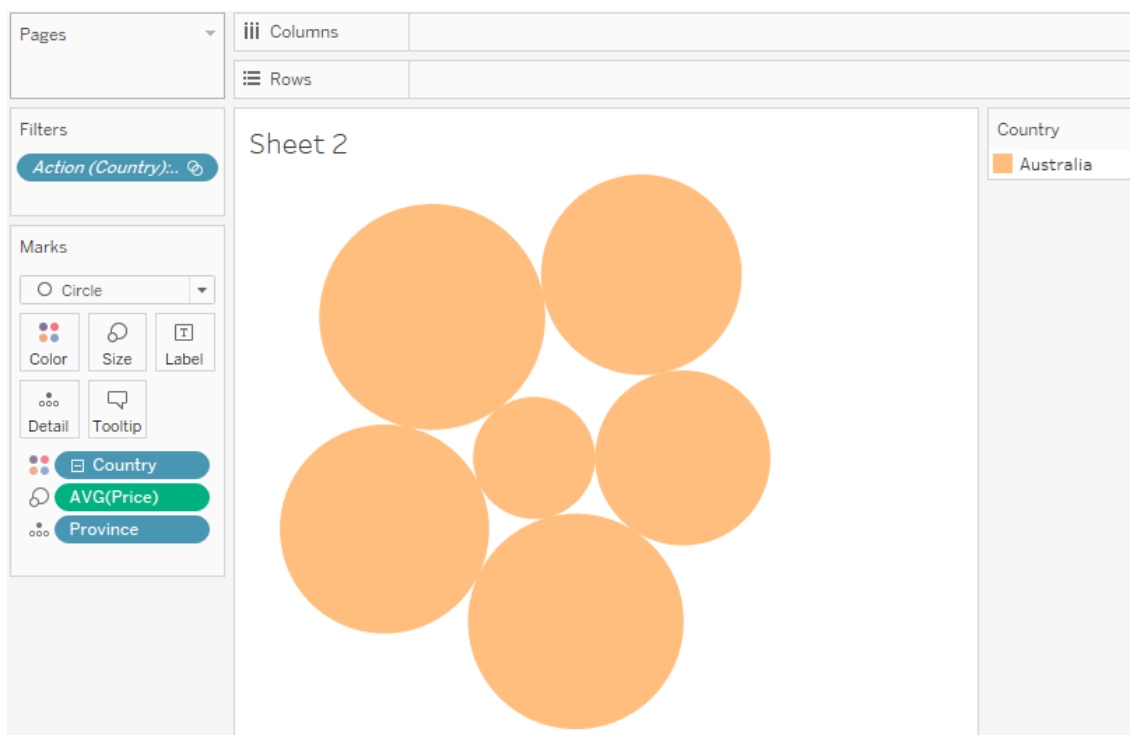 Pages
Columns
Rows
Filters
Action (Country):..
Marks
Circle
Color Size Label
Detail Tooltip
Country
AVG(Price)
Province
Sheet 2
Country
Australia